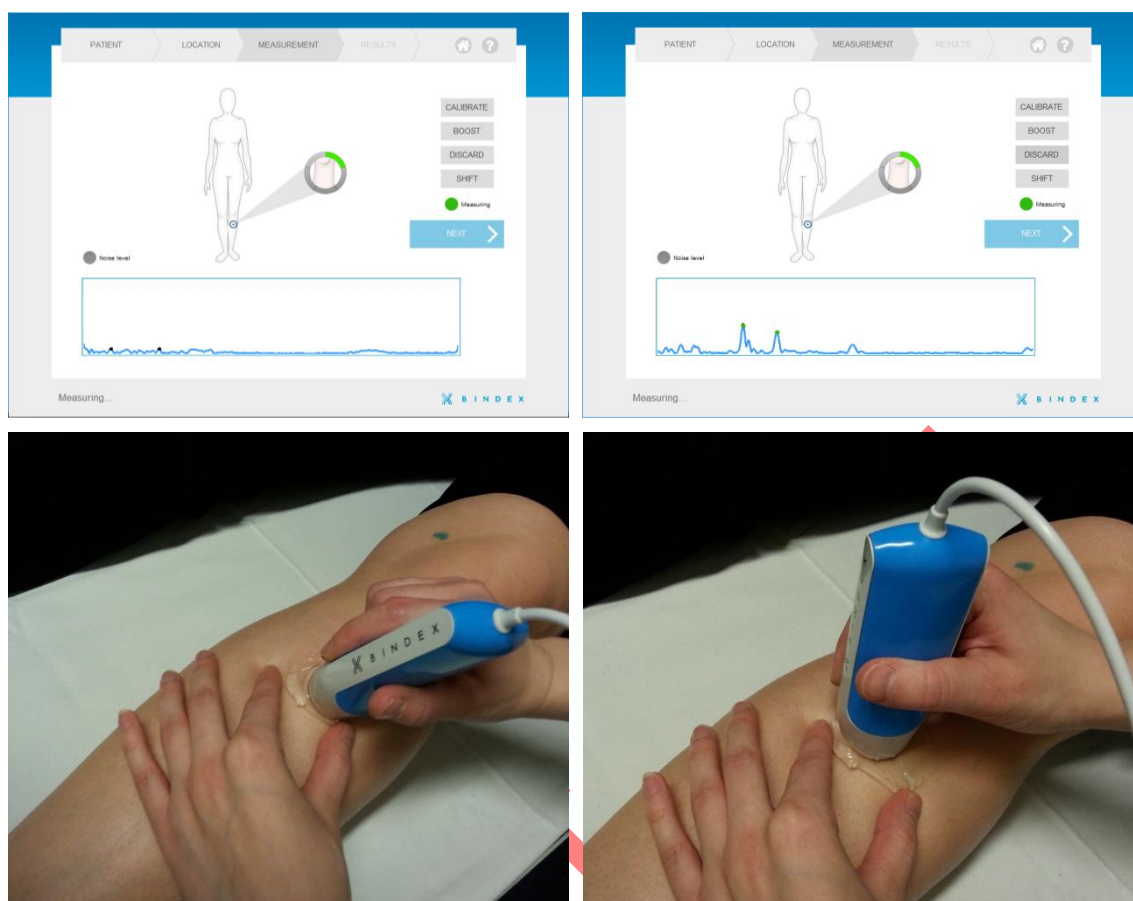 PATIENT LOCATION MEASUREMENT RESULTS ?
CALIBRATE
BOOST
DISCARD
SHIFT
Measuring
NEXT
Noise level
Measuring...
BINDEX
PATIENT LOCATION MEASUREMENT RESULTS ?
CALIBRATE
BOOST
DISCARD
SHIFT
Measuring
NEXT
Noise level
Measuring...
BINDEX
BINDEX